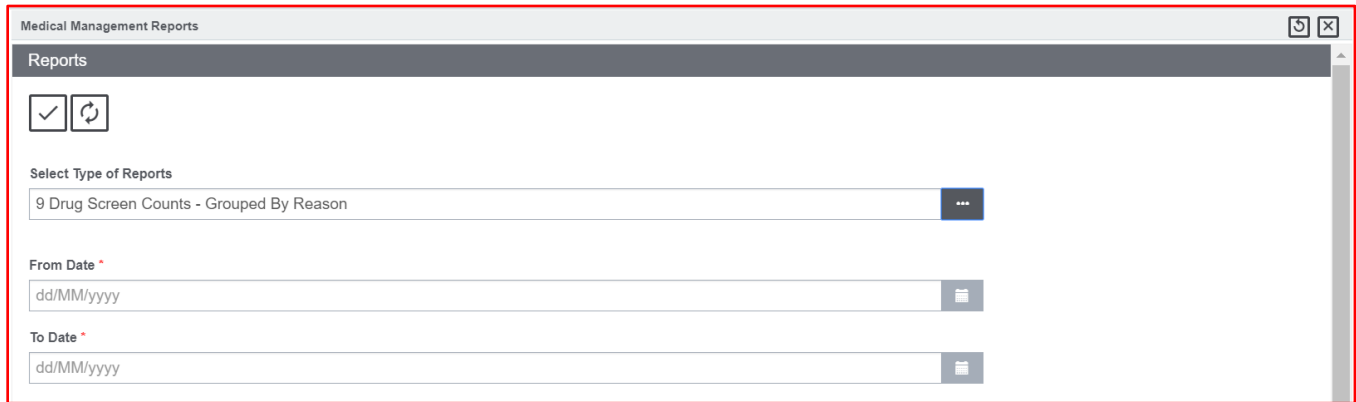 Medical Management Reports
Reports
Select Type of Reports
9 Drug Screen Counts - Grouped By Reason
From Date *
dd/MM/yyyy
To Date *
dd/MM/yyyy